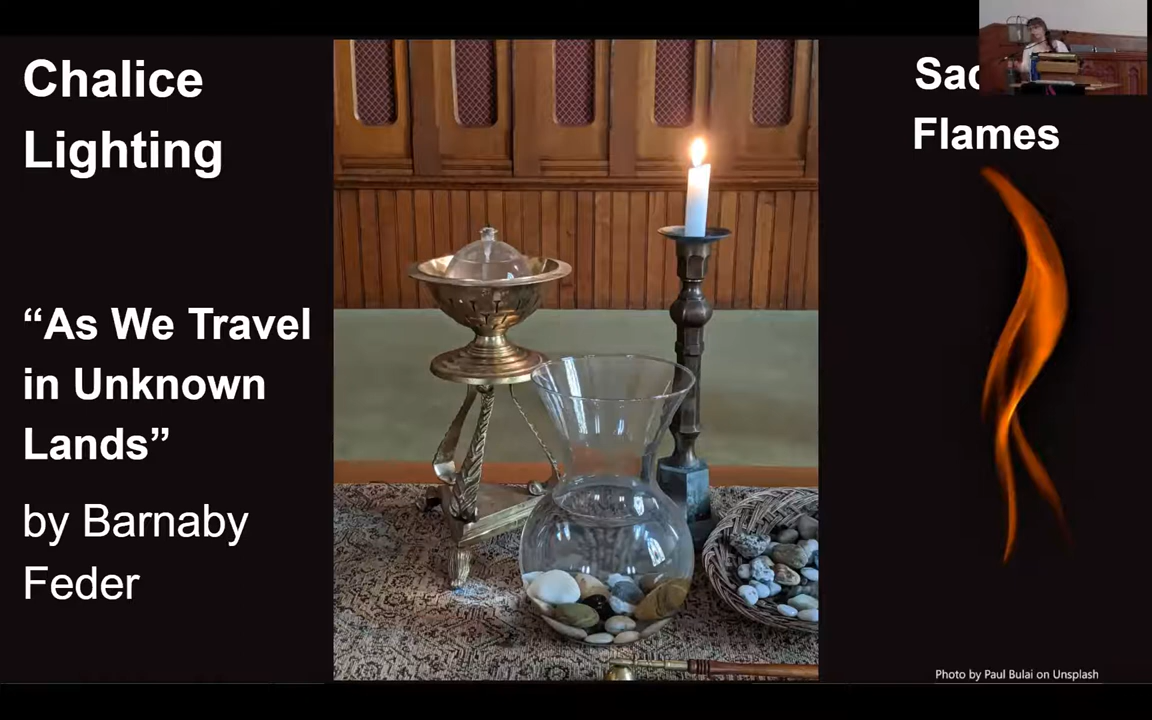 Chalice
Lighting
“As We Travel
in Unknown
Lands”
by Barnaby
Feder
Flames
Photo by Paul Bulai on Unsplash